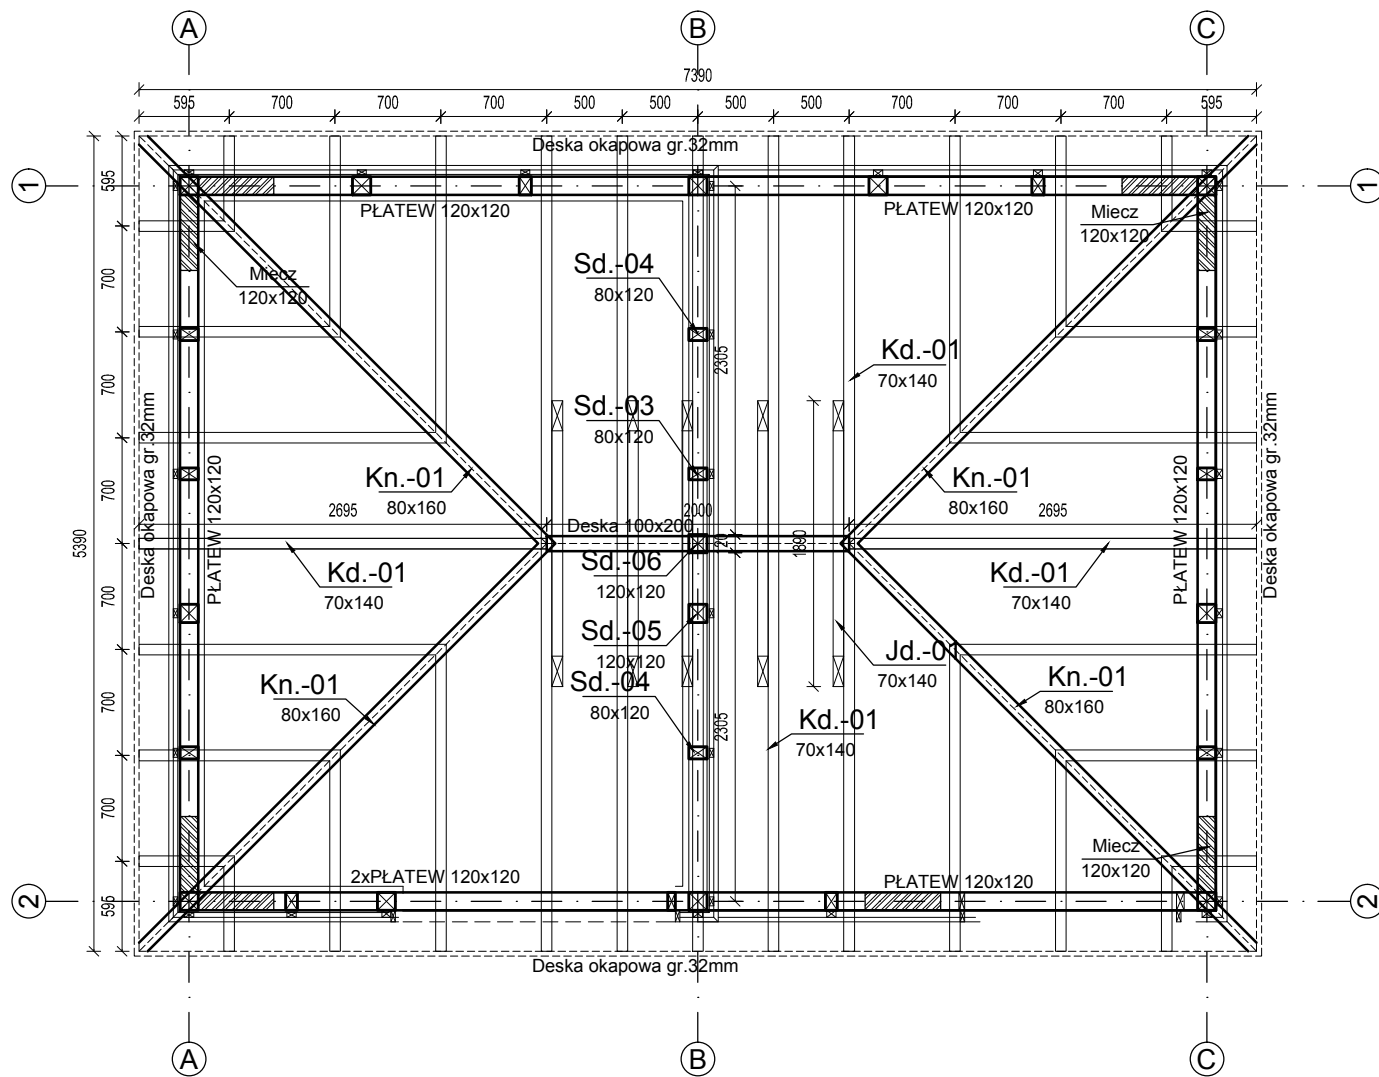 A
B
C
7390
595
700
700
700
500
500
500
500
700
700
700
595
Deska okapowa gr.32mm
1
1
595
PŁATEW 120x120
PŁATEW 120x120
Miecz
120x120
Miecz
120x120
700
Sd.-04
80x120
2305
Kd.-01
70x140
700
Sd.-03
80x120
Deska okapowa gr.32mm
PŁATEW 120x120
Kn.-01
80x160
Kn.-01
80x160
PŁATEW 120x120
Deska okapowa gr.32mm
700
2695
2000
2695
Deska 100x200
120
1890
5390
Sd.-06
120x120
Kd.-01
70x140
Kd.-01
70x140
700
Sd.-05
120x120
Jd.-01
70x140
Kn.-01
80x160
Sd.-04
80x120
Kn.-01
80x160
700
2305
Kd.-01
70x140
700
Miecz
120x120
2xPŁATEW 120x120
PŁATEW 120x120
2
2
595
Deska okapowa gr.32mm
A
B
C